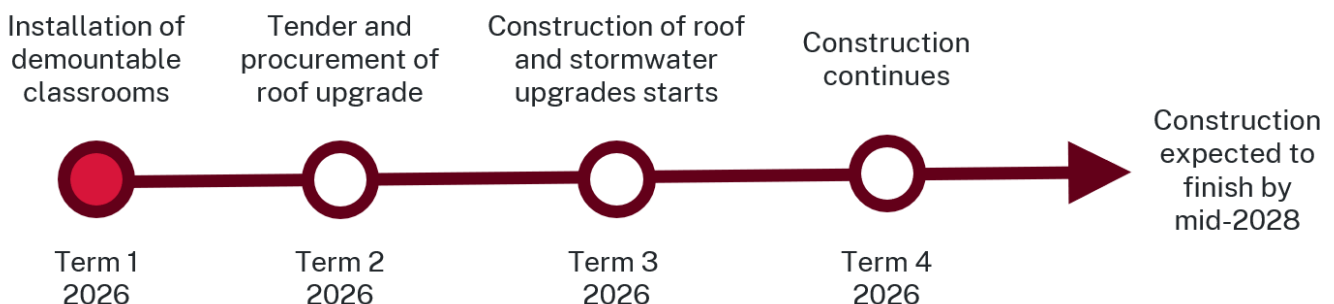 Installation of
demountable
classrooms
Tender and
procurement of
roof upgrade
Construction of roof
and stormwater
upgrades starts
Construction
continues
Construction
expected to
finish by
mid-2028
Term 1
2026
Term 2
2026
Term 3
2026
Term 4
2026